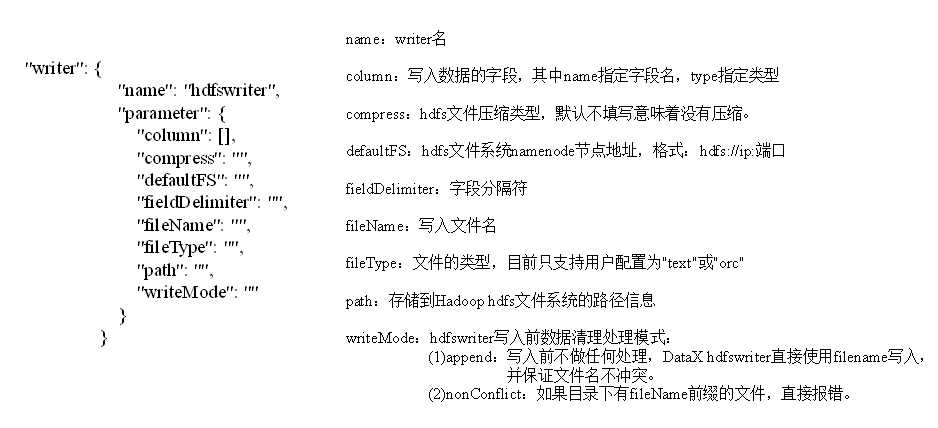 "writer": {
"name": "hdfswriter",
"parameter": {
"column": [],
"compress": "",
"defaultFS": "",
"fieldDelimiter": "",
"fileName": "",
"fileType": "",
"path": "",
"writeMode": ""
}
}
name：writer名
column：写入数据的字段，其中name指定字段名，type指定类型
compress：hdfs文件压缩类型，默认不填写意味着没有压缩。
defaultFS：hdfs文件系统namenode节点地址，格式：hdfs://ip:端口
fieldDelimiter：字段分隔符
fileName：写入文件名
fileType：文件的类型，目前只支持用户配置为"text"或"orc"
path：存储到Hadoop hdfs文件系统的路径信息
writeMode：hdfswriter写入前数据清理处理模式：
(1)append：写入前不做任何处理，DataX hdfswriter直接使用filename写入，
并保证文件名不冲突。
(2)nonConflict：如果目录下有fileName前缀的文件，直接报错。